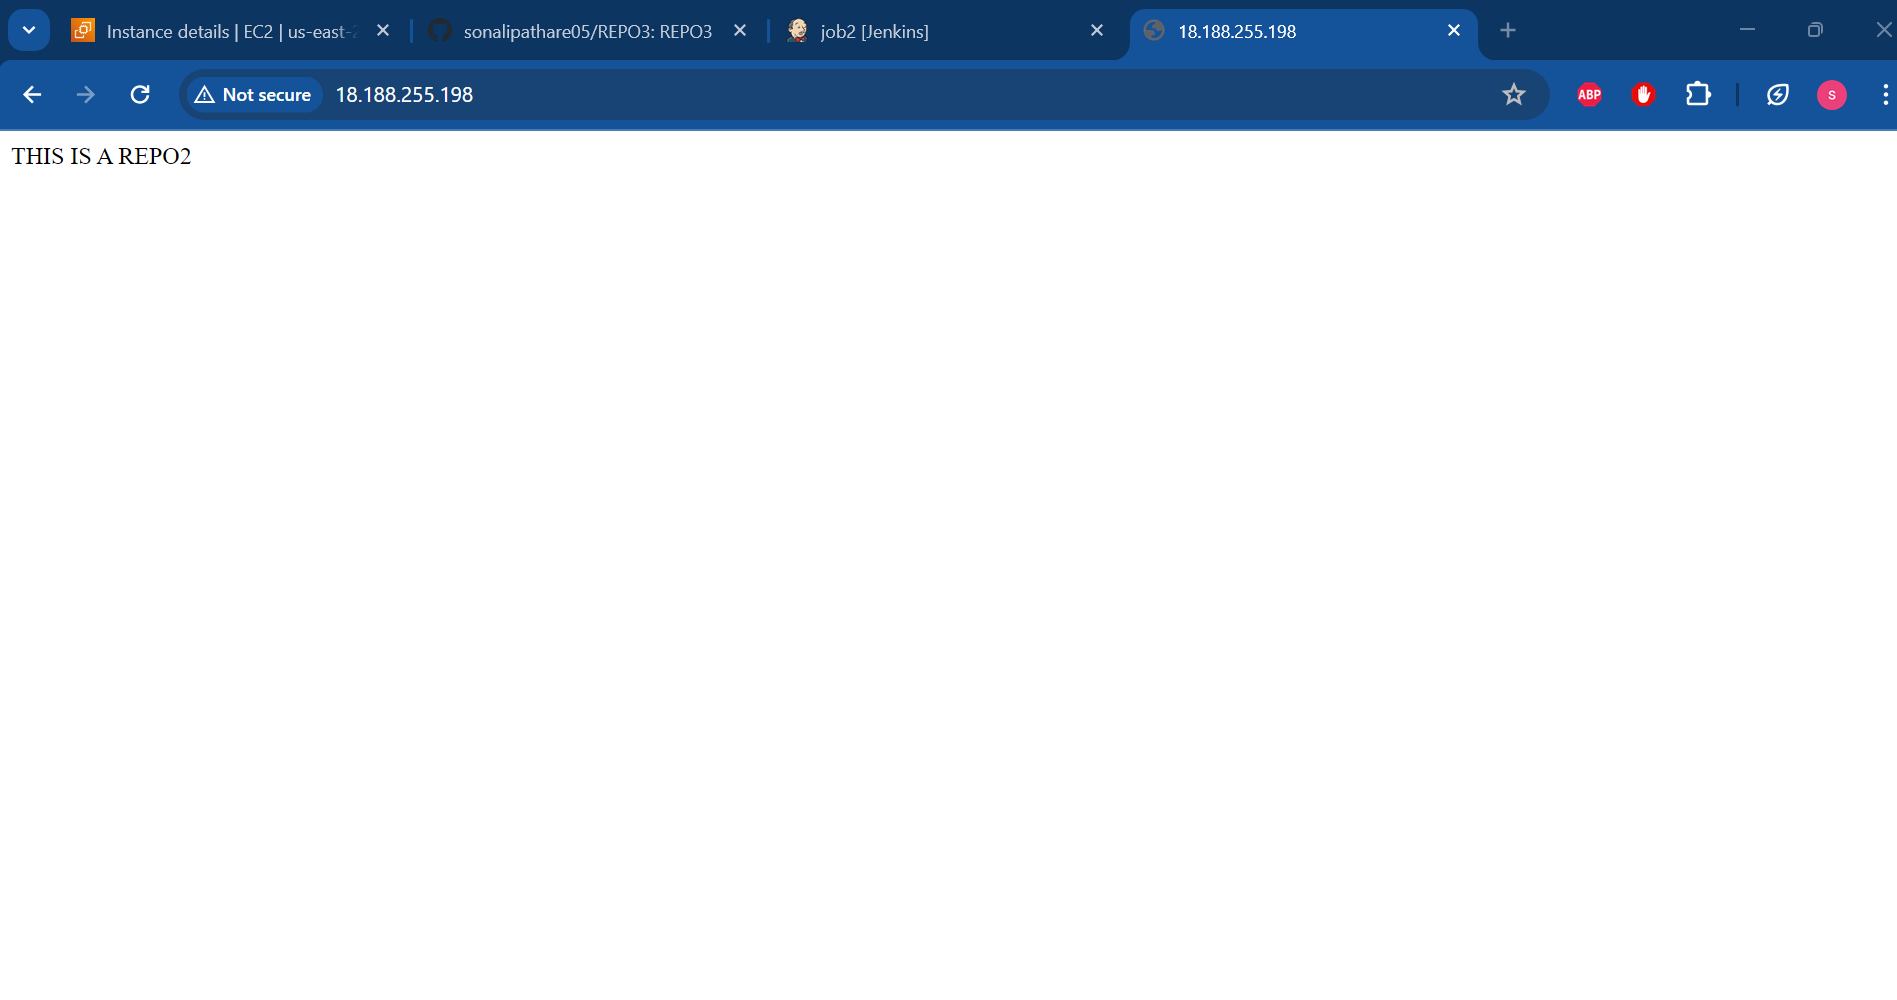 Instance details | EC2 | us-east-2
sonalipathare05/REPO3: REPO3
job2 [Jenkins]
18.188.255.198
Not secure
18.188.255.198
ABP
S
THIS IS A REPO2